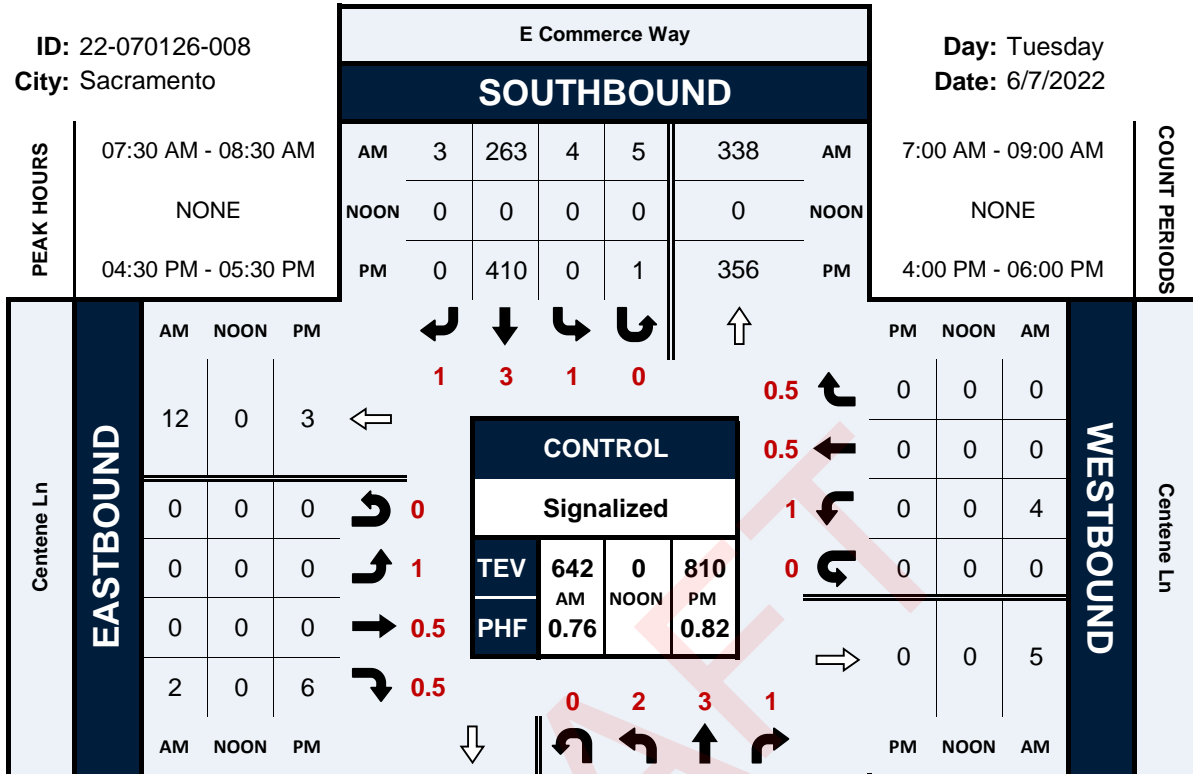 E Commerce Way
ID: 22-070126-008
Day: Tuesday
City: Sacramento
Date: 6/7/2022
SOUTHBOUND
PEAK HOURS
07:30 AM - 08:30 AM
NONE
04:30 PM - 05:30 PM
AM 3 263 4 5 338 AM
NOON 0 0 0 0 0 NOON
PM 0 410 0 1 356 PM
7:00 AM - 09:00 AM
NONE
4:00 PM - 06:00 PM
COUNT PERIODS
1 3 1 0
Centene Ln
EASTBOUND
AM NOON PM
12 0 3
0 0 0 0
0 0 0 1
0 0 0 0.5
2 0 6 0.5
AM NOON PM
CONTROL
Signalized
TEV 642 0 810
AM NOON PM
PHF 0.76 0.82
PM NOON AM
0.5 0 0 0
0.5 0 0 0
1 0 0 4
0 0 0 0
0 0 5
PM NOON AM
WESTBOUND
Centene Ln
0 2 3 1